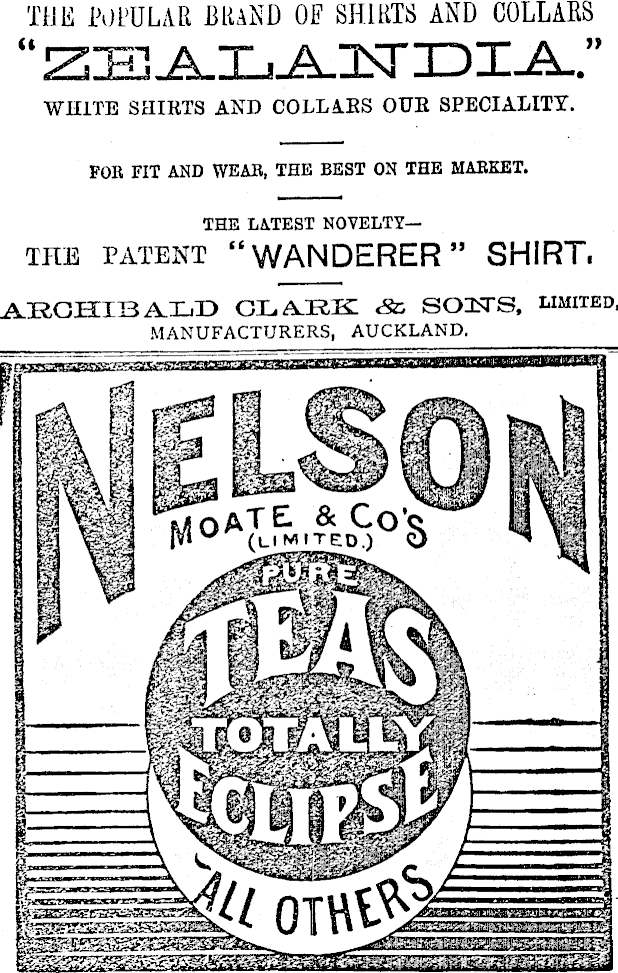 THE POPULAR BRAND OF SHIRTS AND COLLARS
"ZEALANDIA."
WHITE SHIRTS AND COLLARS OUR SPECIALITY.
FOR FIT AND WEAR, THE BEST ON THE MARKET.
THE LATEST NOVELTY—
THE PATENT "WANDERER" SHIRT.
ARCHIBALD CLARK & SONS, LIMITED,
MANUFACTURERS, AUCKLAND.
NELSON
MOATE & CO'S
(LIMITED.)
PURE
TEAS
TOTALLY
ECLIPSE
ALL OTHERS